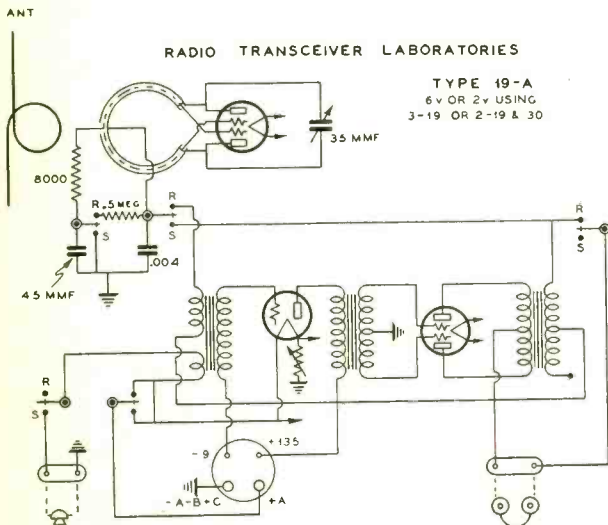 ANT
RADIO TRANSCEIVER LABORATORIES
TYPE 19-A
6V OR 2V USING
3-19 OR 2-19 & 30
35 MMF
8000
R .5 MEG
R
S
S
.004
45 MMF
R
S
R
S
-9
+135
-A-B+C
+A